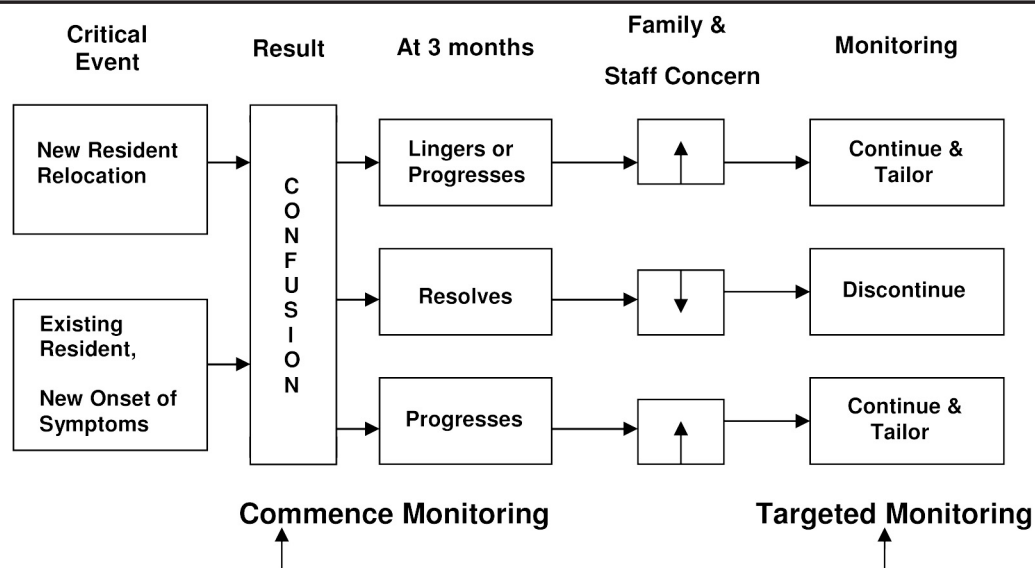 Critical
Event
Result
At 3 months
Family &
Staff Concern
Monitoring
New Resident
Relocation
CONFUSION
Lingers or
Progresses
Continue &
Tailor
Existing
Resident,
New Onset of
Symptoms
Resolves
Discontinue
Progresses
Continue &
Tailor
Commence Monitoring
Targeted Monitoring